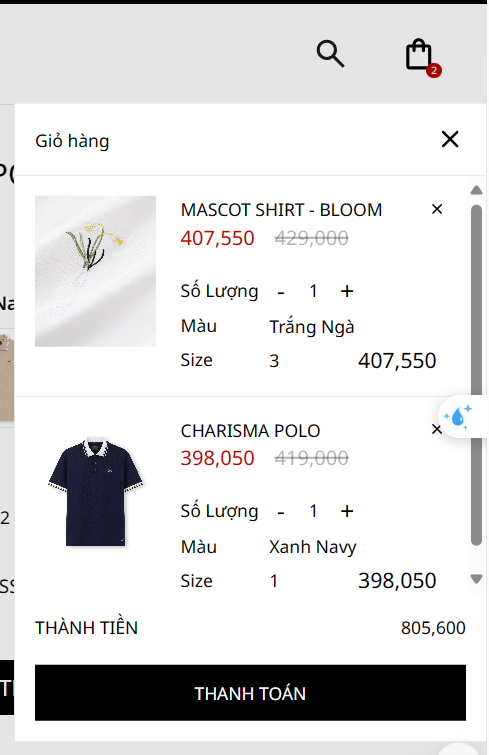 2
Giỏ hàng
MASCOT SHIRT - BLOOM
407,550 429,000
Số Lượng - 1 +
Màu Trắng Ngà
Size 3 407,550
CHARISMA POLO
398,050 419,000
Số Lượng - 1 +
Màu Xanh Navy
Size 1 398,050
THÀNH TIỀN 805,600
THANH TOÁN